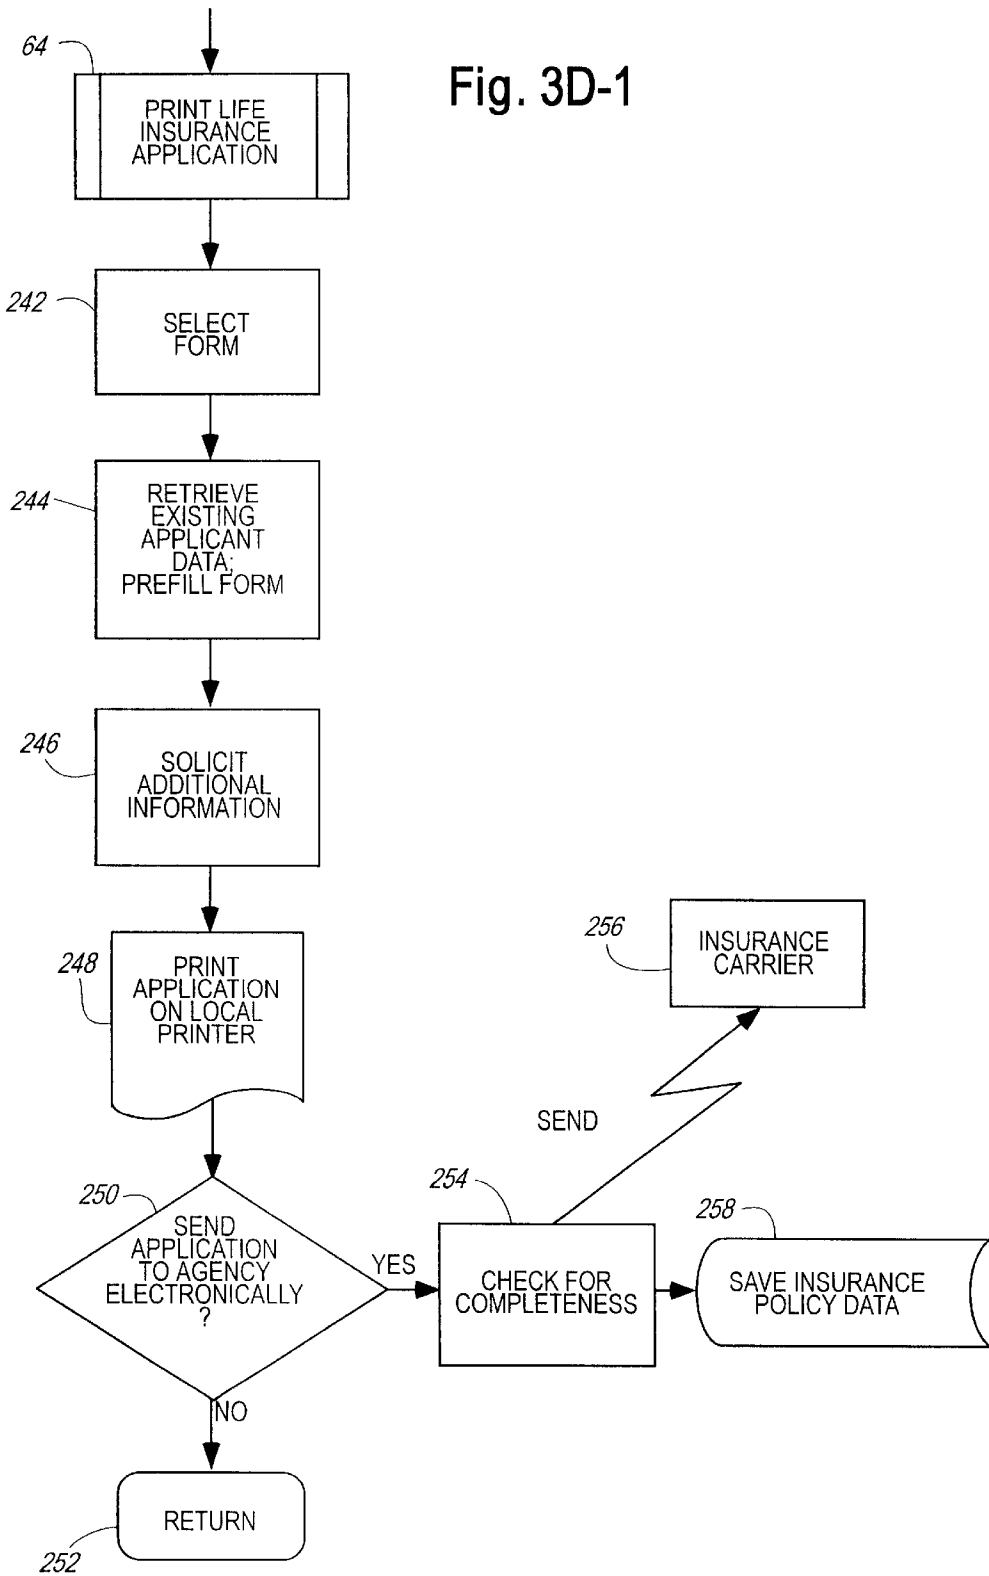 64
Fig. 3D-1
PRINT LIFE
INSURANCE
APPLICATION
242
SELECT
FORM
244
RETRIEVE
EXISTING
APPLICANT
DATA;
PREFILL FORM
246
SOLICIT
ADDITIONAL
INFORMATION
248
PRINT
APPLICATION
ON LOCAL
PRINTER
256
INSURANCE
CARRIER
SEND
250
SEND
APPLICATION
TO AGENCY
ELECTRONICALLY
?
YES
254
CHECK FOR
COMPLETENESS
258
SAVE INSURANCE
POLICY DATA
NO
RETURN
252